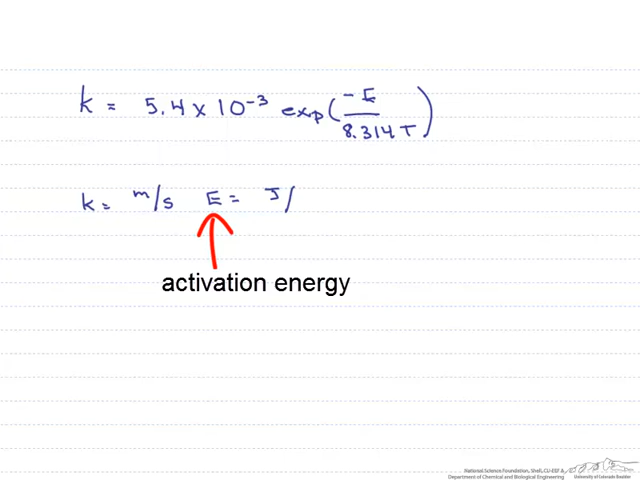 k = 5.4 x 10⁻³ exp(-E / 8.314 T)
k = m/s E = J/
activation energy
National Science Foundation, Shell, CU-EEF A
Department of Chemical and Biological Engineering
University of Colorado Boulder